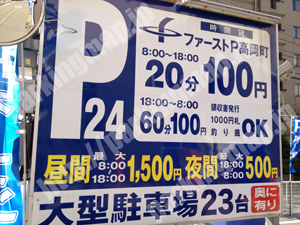 時間貸
ファーストP高岡町
P24
8:00～18:00
20分100円
18:00～8:00
60分100円
領収書発行
1000円札
釣り銭
OK
昼間 最大 8:00 18:00 1,500円
夜間 最大 18:00 8:00 500円
大型駐車場23台
奥に有り